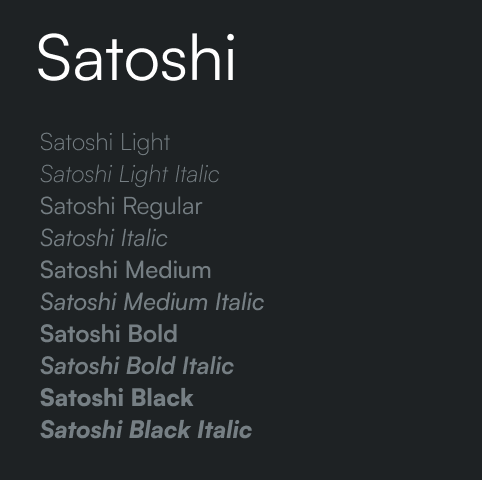 Satoshi
Satoshi Light
Satoshi Light Italic
Satoshi Regular
Satoshi Italic
Satoshi Medium
Satoshi Medium Italic
Satoshi Bold
Satoshi Bold Italic
Satoshi Black
Satoshi Black Italic